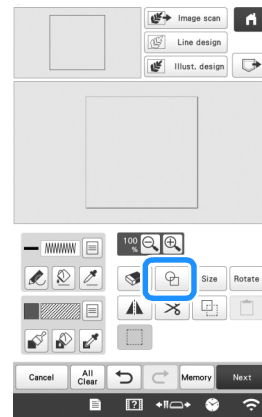 Image scan
Line design
Illust. design
100
%
Size
Rotate
Cancel
All
Clear
Memory
Next
?